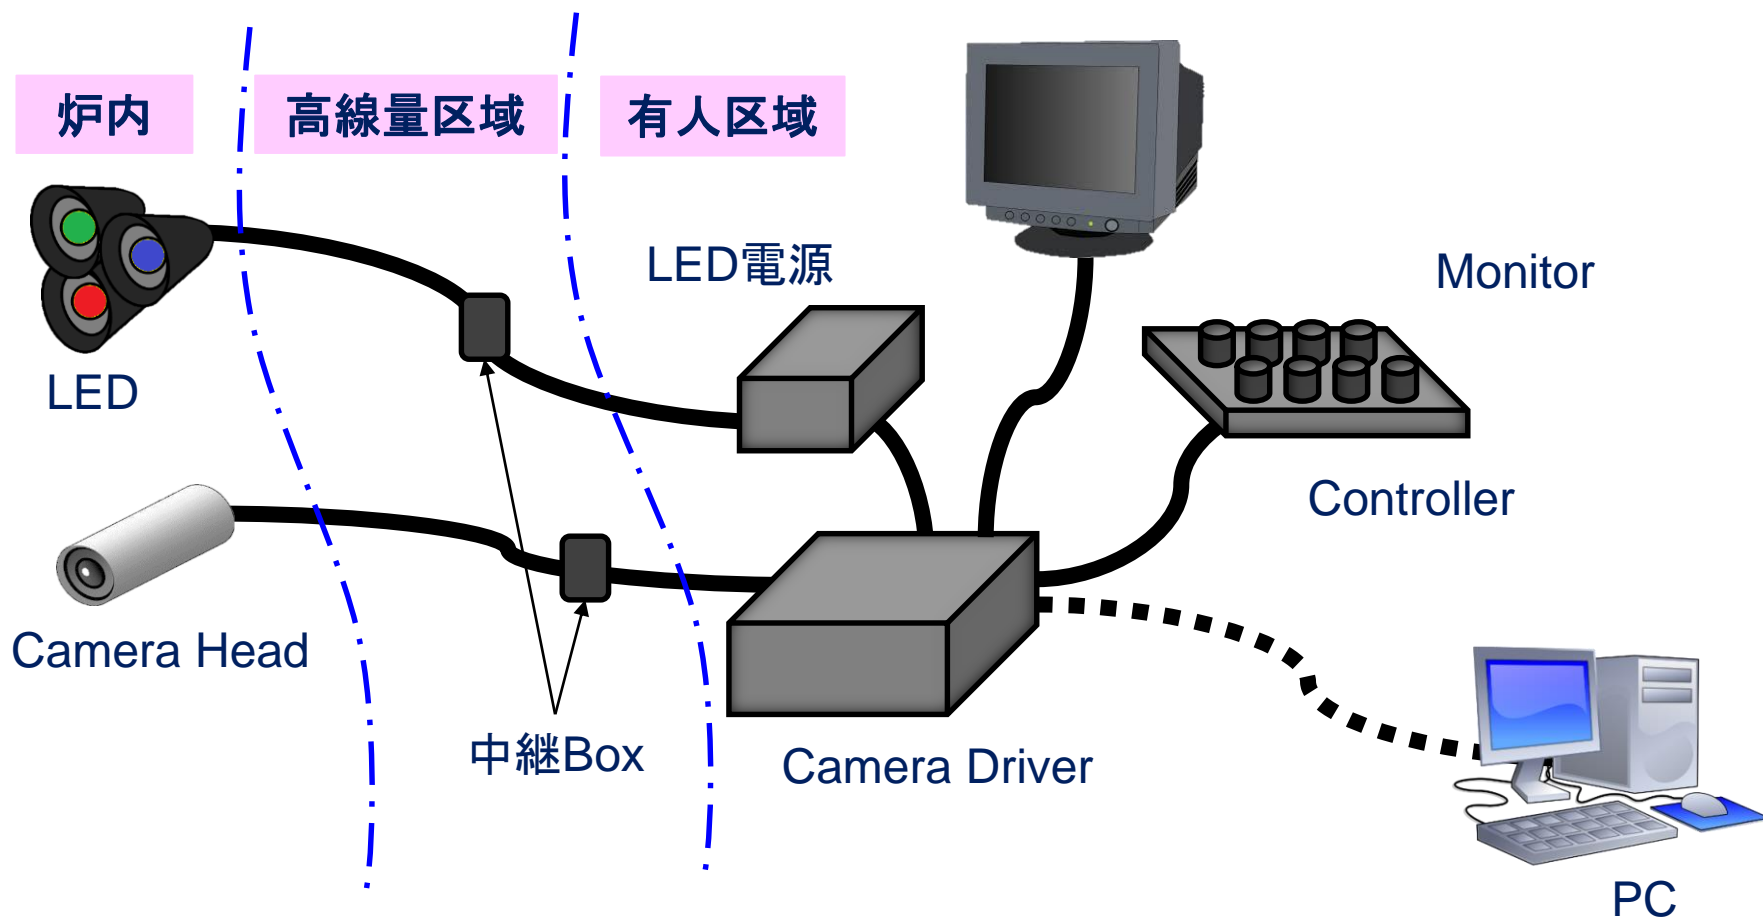 炉内
高線量区域
有人区域
LED電源
Monitor
LED
Controller
Camera Head
中継Box
Camera Driver
PC